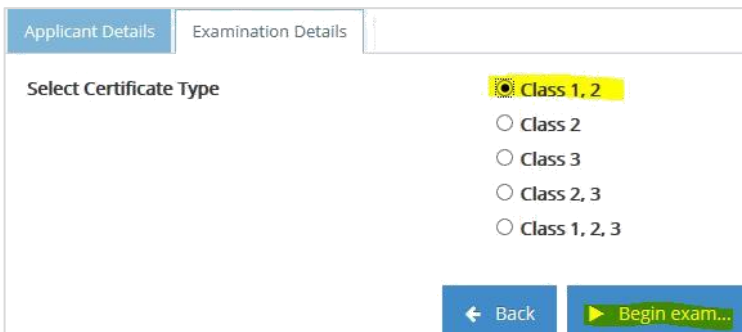 Applicant Details Examination Details
Select Certificate Type Class 1, 2
Class 2
Class 3
Class 2, 3
Class 1, 2, 3
Back Begin exam...